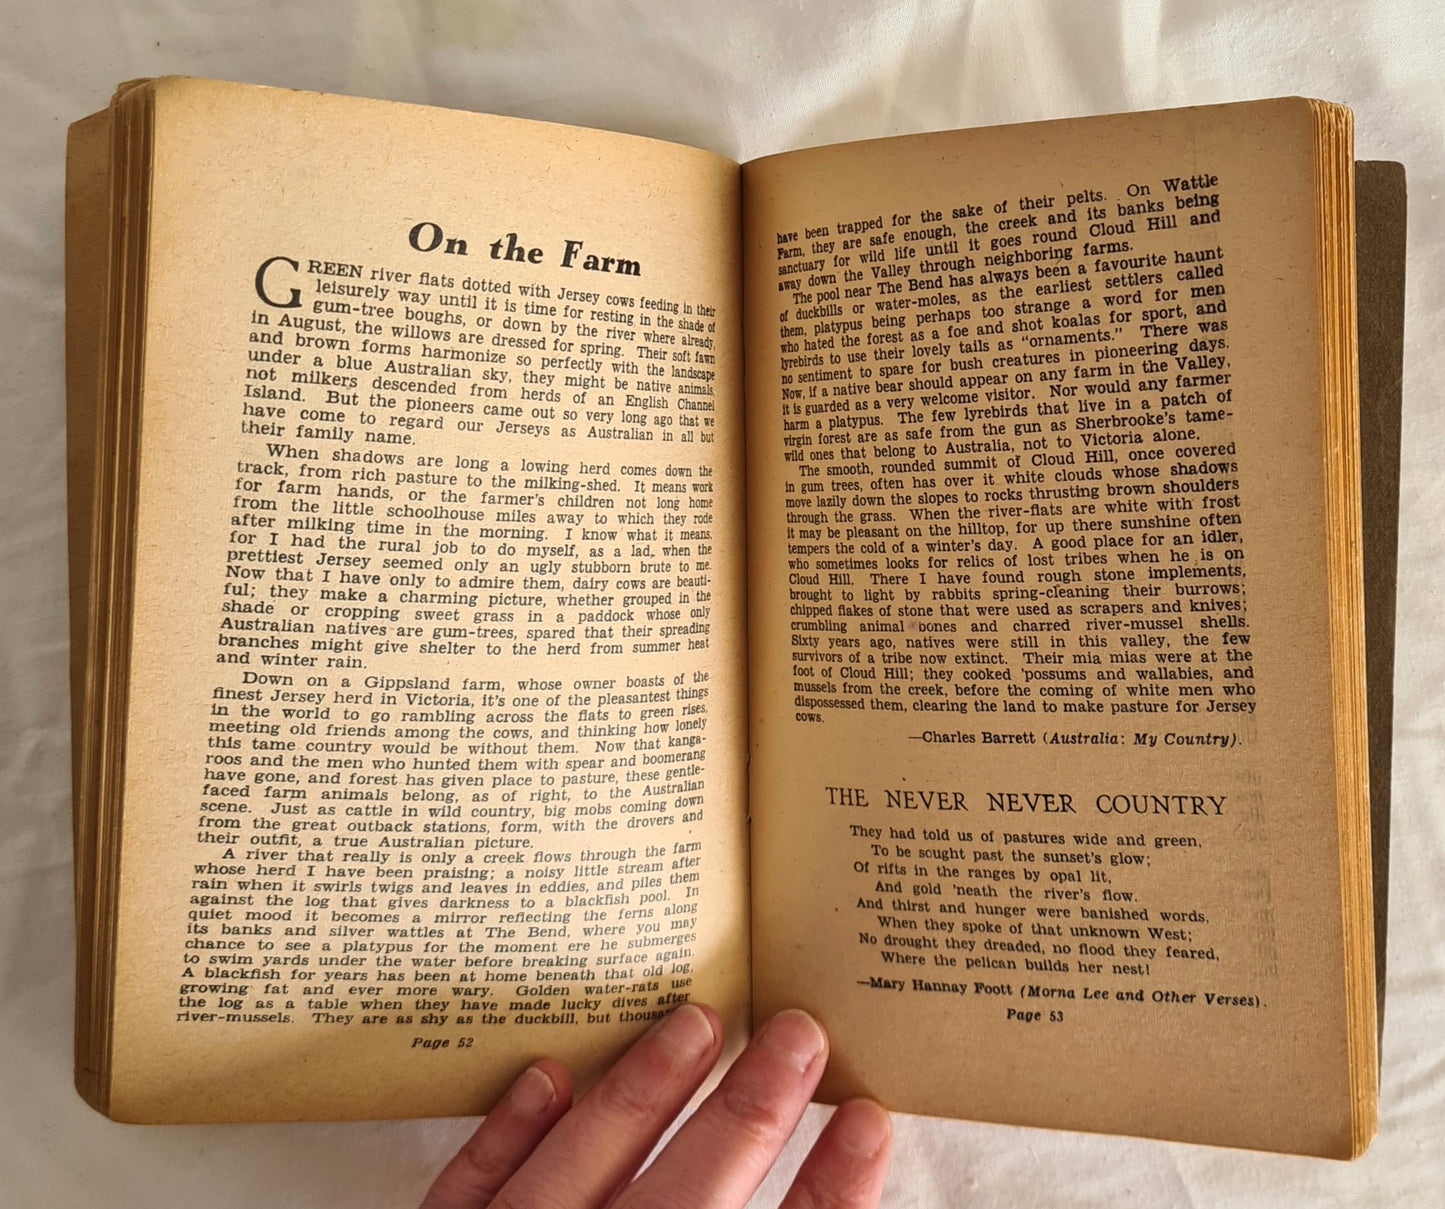 On the Farm
GREEN river flats dotted with Jersey cows feeding in their
leisurely way until it is time for resting in the shade of
gum-tree boughs, or down by the river where already,
in August, the willows are dressed for spring. Their soft fawn
and brown forms harmonize so perfectly with the landscape
under a blue Australian sky, they might be native animals,
not milkers descended from herds of an English Channel
Island. But the pioneers came out so very long ago that we
have come to regard our Jerseys as Australian in all but
their family name.
When shadows are long a lowing herd comes down the
track, from rich pasture to the milking-shed. It means work
for farm hands, or the farmer's children not long home
from the little schoolhouse miles away to which they rode
after milking time in the morning. I know what it means,
for I had the rural job to do myself, as a lad, when the
prettiest Jersey seemed only an ugly stubborn brute to me.
Now that I have only to admire them, dairy cows are beauti-
ful; they make a charming picture, whether grouped in the
shade or cropping sweet grass in a paddock whose only
Australian natives are gum-trees, spared that their spreading
branches might give shelter to the herd from summer heat
and winter rain.
Down on a Gippsland farm, whose owner boasts of the
finest Jersey herd in Victoria, it's one of the pleasantest things
in the world to go rambling across the flats to green rises,
meeting old friends among the cows, and thinking how lonely
this tame country would be without them. Now that kanga-
roos and the men who hunted them with spear and boomerang
have gone, and forest has given place to pasture, these gentle-
faced farm animals belong, as of right, to the Australian
scene. Just as cattle in wild country, big mobs coming down
from the great outback stations, form, with the drovers and
their outfit, a true Australian picture.
A river that really is only a creek flows through the farm
whose herd I have been praising; a noisy little stream after
rain when it swirls twigs and leaves in eddies, and piles them
against the log that gives darkness to a blackfish pool. In
quiet mood it becomes a mirror reflecting the ferns along
its banks and silver wattles at The Bend, where you may
chance to see a platypus for the moment ere he submerges
to swim yards under the water before breaking surface again.
A blackfish for years has been at home beneath that old log,
growing fat and ever more wary. Golden water-rats use
the log as a table when they have made lucky dives after
river-mussels. They are as shy as the duckbill, but
Page 52
have been trapped for the sake of their pelts. On Wattle
Farm, they are safe enough, the creek and its banks being
sanctuary for wild life until it goes round Cloud Hill and
away down the Valley through neighboring farms.
The pool near The Bend has always been a favourite haunt
of duckbills or water-moles, as the earliest settlers called
them, platypus being perhaps too strange a word for men
who hated the forest as a foe and shot koalas for sport, and
lyrebirds to use their lovely tails as "ornaments." There was
no sentiment to spare for bush creatures in pioneering days.
Now, if a native bear should appear on any farm in the Valley,
it is guarded as a very welcome visitor. Nor would any farmer
harm a platypus. The few lyrebirds that live in a patch of
virgin forest are as safe from the gun as Sherbrooke's tame-
wild ones that belong to Australia, not to Victoria alone.
The smooth, rounded summit of Cloud Hill, once covered
in gum trees, often has over it white clouds whose shadows
move lazily down the slopes to rocks thrusting brown shoulders
through the grass. When the river-flats are white with frost
it may be pleasant on the hilltop, for up there sunshine often
tempers the cold of a winter's day. A good place for an idler,
who sometimes looks for relics of lost tribes when he is on
Cloud Hill. There I have found rough stone implements,
brought to light by rabbits spring-cleaning their burrows;
chipped flakes of stone that were used as scrapers and knives;
crumbling animal bones and charred river-mussel shells.
Sixty years ago, natives were still in this valley, the few
survivors of a tribe now extinct. Their mia mias were at the
foot of Cloud Hill; they cooked 'possums and wallabies, and
mussels from the creek, before the coming of white men who
dispossessed them, clearing the land to make pasture for Jersey
cows.
—Charles Barrett (Australia: My Country).
THE NEVER NEVER COUNTRY
They had told us of pastures wide and green,
To be sought past the sunset's glow;
Of rifts in the ranges by opal lit,
And gold 'neath the river's flow.
And thirst and hunger were banished words,
When they spoke of that unknown West;
No drought they dreaded, no flood they feared,
Where the pelican builds her nest!
—Mary Hannay Foott (Morna Lee and Other Verses).
Page 53